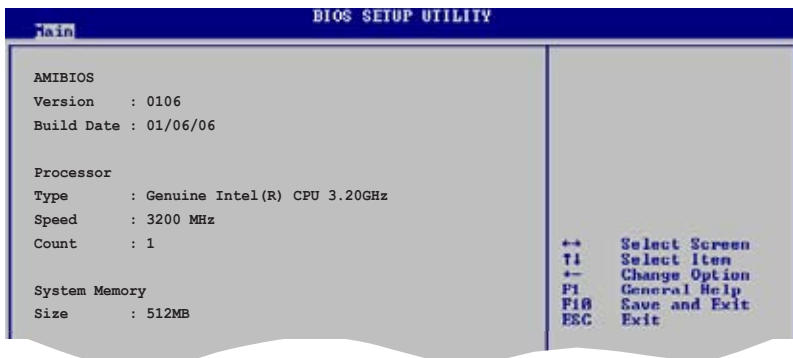 BIOS SETUP UTILITY
Main
AMIBIOS
Version : 0106
Build Date : 01/06/06
Processor
Type : Genuine Intel(R) CPU 3.20GHz
Speed : 3200 MHz
Count : 1
System Memory
Size : 512MB
←→ Select Screen
↑↓ Select Item
+- Change Option
F1 General Help
F10 Save and Exit
ESC Exit